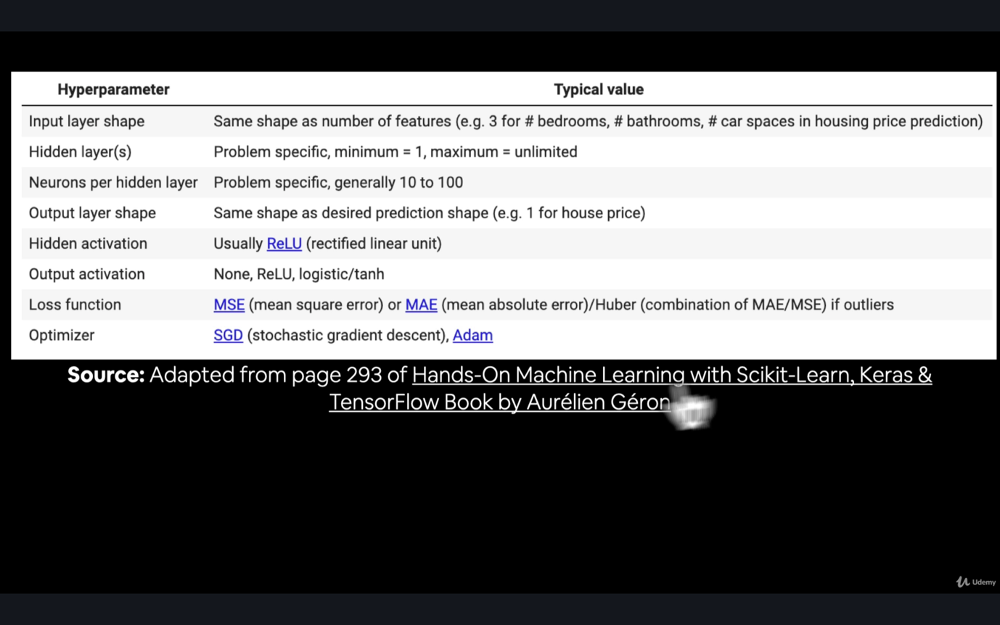 Hyperparameter Typical value
Input layer shape Same shape as number of features (e.g. 3 for # bedrooms, # bathrooms, # car spaces in housing price prediction)
Hidden layer(s) Problem specific, minimum = 1, maximum = unlimited
Neurons per hidden layer Problem specific, generally 10 to 100
Output layer shape Same shape as desired prediction shape (e.g. 1 for house price)
Hidden activation Usually ReLU (rectified linear unit)
Output activation None, ReLU, logistic/tanh
Loss function MSE (mean square error) or MAE (mean absolute error)/Huber (combination of MAE/MSE) if outliers
Optimizer SGD (stochastic gradient descent), Adam
Source: Adapted from page 293 of Hands-On Machine Learning with Scikit-Learn, Keras &
TensorFlow Book by Aurélien Géron
Udemy